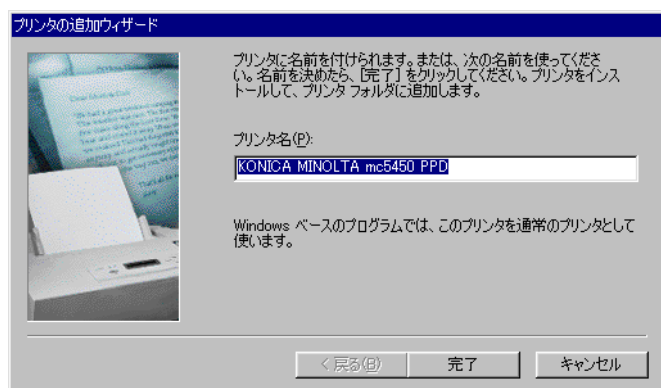 プリンタの追加ウィザード
プリンタに名前を付けられます。または、次の名前を使ってくださ
い。名前を決めたら、[完了] をクリックしてください。プリンタをインス
トールして、プリンタ フォルダに追加します。
プリンタ名(P):
KONICA MINOLTA mc5450 PPD
Windows ベースのプログラムでは、このプリンタを通常のプリンタとして
使います。
< 戻る(B)
完了
キャンセル